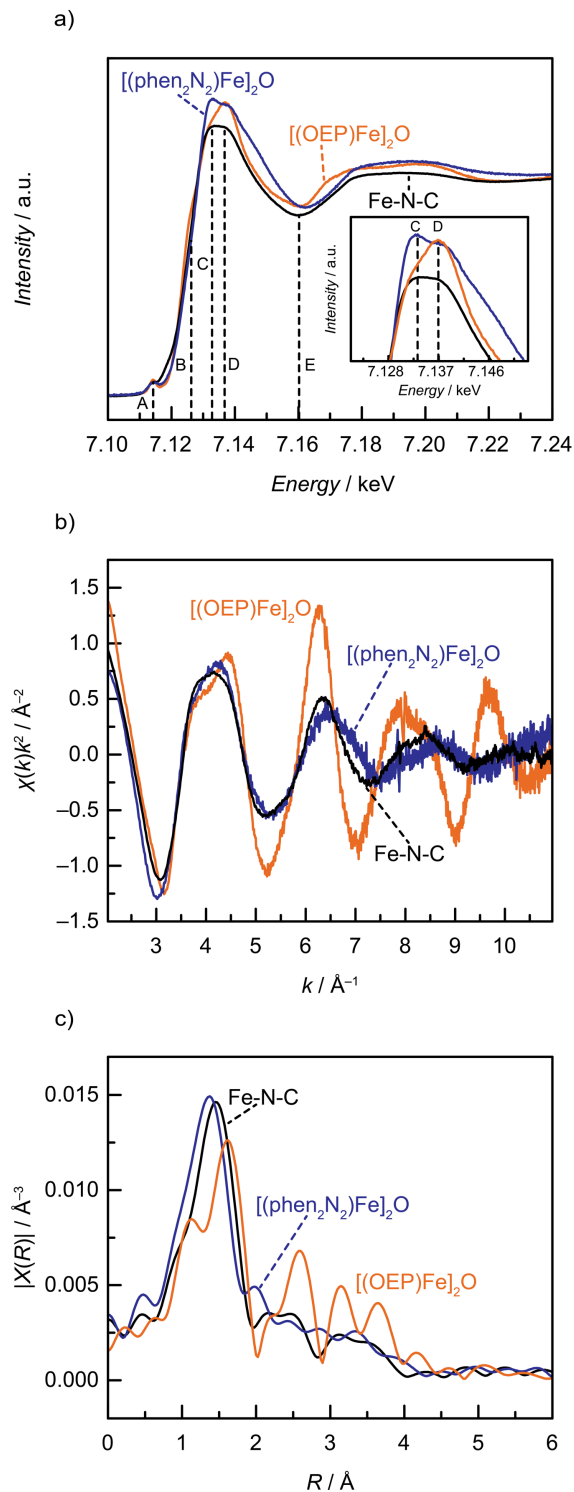 a)
[(phen₂N₂)Fe]₂O
[(OEP)Fe]₂O
Fe-N-C
Intensity / a.u.
A
B
C
D
E
C D
Intensity / a.u.
7.128 7.137 7.146
Energy / keV
7.10 7.12 7.14 7.16 7.18 7.20 7.22 7.24
Energy / keV
b)
1.5
1.0
0.5
0.0
−0.5
−1.0
−1.5
χ(k)k² / Å⁻²
[(OEP)Fe]₂O
[(phen₂N₂)Fe]₂O
Fe-N-C
3 4 5 6 7 8 9 10
k / Å⁻¹
c)
0.015
0.010
0.005
0.000
|X(R)| / Å⁻³
Fe-N-C
[(phen₂N₂)Fe]₂O
[(OEP)Fe]₂O
0 1 2 3 4 5 6
R / Å